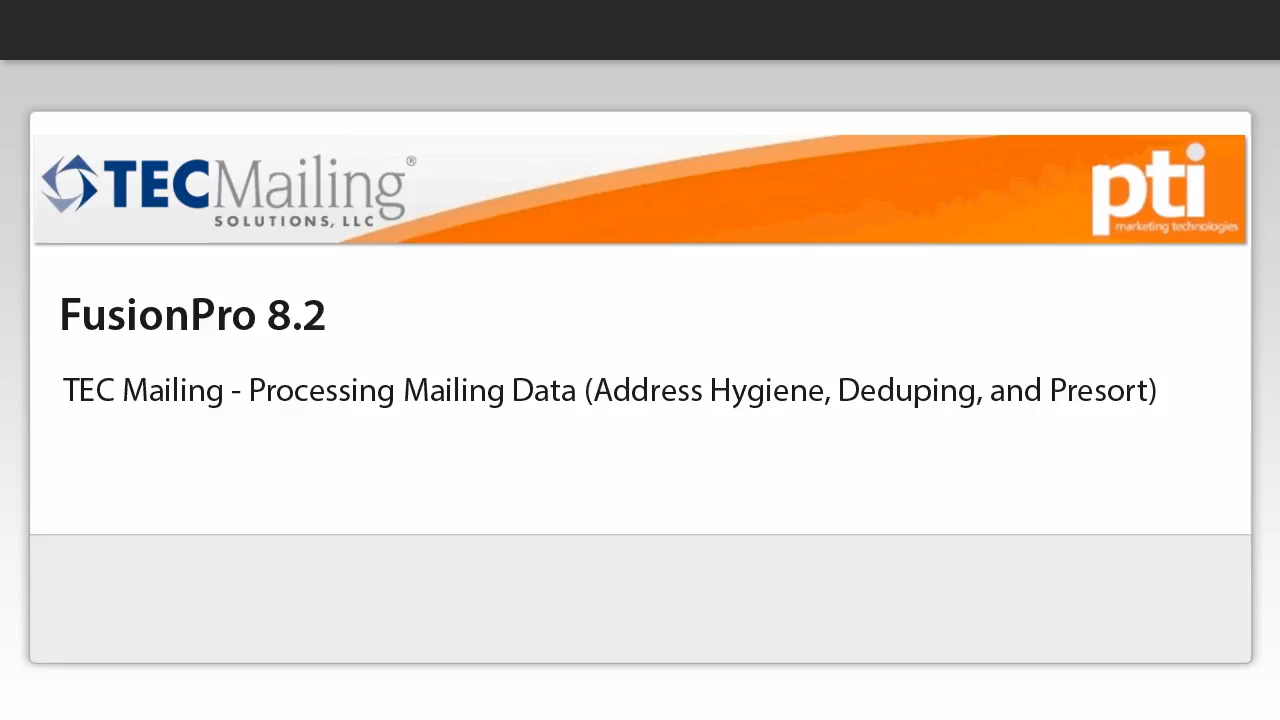 TECMailing®
SOLUTIONS, LLC
pti
marketing technologies
FusionPro 8.2
TEC Mailing - Processing Mailing Data (Address Hygiene, Deduping, and Presort)